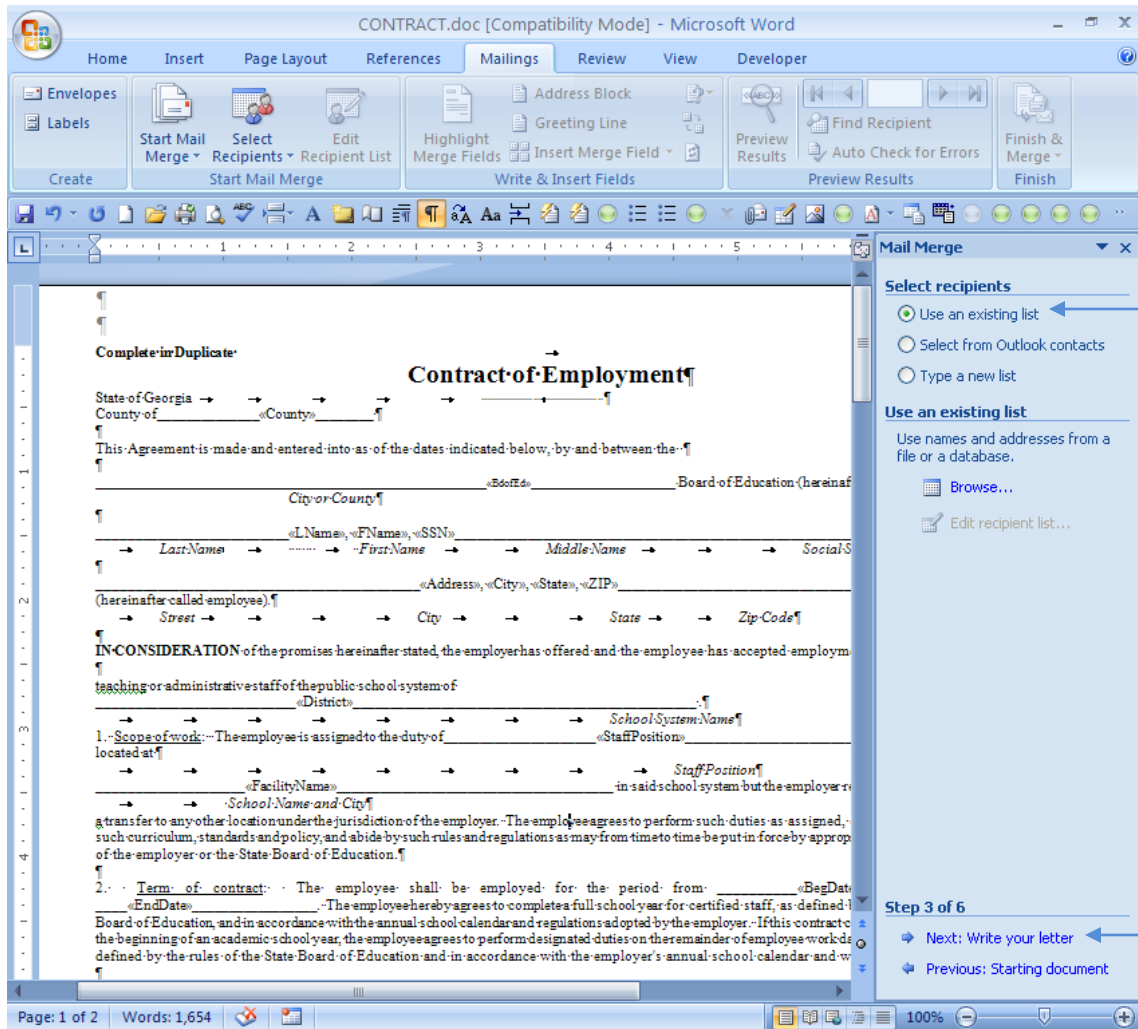 CONTRACT.doc [Compatibility Mode] - Microsoft Word
Home Insert Page Layout References Mailings Review View Developer
Envelopes
Labels
Create
Start Mail Merge
Select Recipients
Edit Recipient List
Start Mail Merge
Highlight Merge Fields
Address Block
Greeting Line
Insert Merge Field
Write & Insert Fields
«ABC»
Preview Results
Find Recipient
Auto Check for Errors
Preview Results
Finish & Merge
Finish
1 2 3 4 5
Complete in Duplicate
Contract of Employment¶
State of Georgia
County of______________«County»________¶
This Agreement is made and entered into as of the dates indicated below, by and between the ¶
«BdofEd» Board of Education (hereinaf
City or County¶
«LName», «FName», «SSN»
Last Name First Name Middle Name Social S
«Address», «City», «State», «ZIP»
(hereinafter called employee).¶
Street City State Zip Code¶
IN CONSIDERATION of the promises hereinafter stated, the employer has offered and the employee has accepted employm
teaching or administrative staff of the public school system of
«District» .¶
School System Name¶
1. Scope of work: The employee is assigned to the duty of «StaffPosition»
located at¶
Staff Position¶
«FacilityName» in said school system but the employer re
School Name and City¶
a transfer to any other location under the jurisdiction of the employer. The employee agrees to perform such duties as assigned,
such curriculum, standards and policy, and abide by such rules and regulations as may from time to time be put in force by approp
of the employer or the State Board of Education.¶
2. Term of contract: The employee shall be employed for the period from __________«BegDate
____«EndDate»________________. The employee hereby agrees to complete a full school year for certified staff, as defined b
Board of Education, and in accordance with the annual school calendar and regulations adopted by the employer. If this contract c
the beginning of an academic school year, the employee agrees to perform designated duties on the remainder of employee work da
defined by the rules of the State Board of Education and in accordance with the employer's annual school calendar and w
Mail Merge
Select recipients
Use an existing list
Select from Outlook contacts
Type a new list
Use an existing list
Use names and addresses from a
file or a database.
Browse...
Edit recipient list...
Step 3 of 6
Next: Write your letter
Previous: Starting document
Page: 1 of 2 Words: 1,654 100%